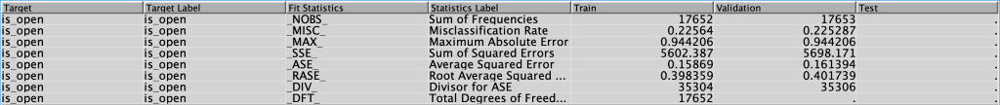 Target Target Label Fit Statistics Statistics Label Train Validation Test
is_open is_open _NOBS_ Sum of Frequencies 17652 17653 .
is_open is_open _MISC_ Misclassification Rate 0.22564 0.225287 .
is_open is_open _MAX_ Maximum Absolute Error 0.944206 0.944206 .
is_open is_open _SSE_ Sum of Squared Errors 5602.387 5698.171 .
is_open is_open _ASE_ Average Squared Error 0.15869 0.161394 .
is_open is_open _RASE_ Root Average Squared ... 0.398359 0.401739 .
is_open is_open _DIV_ Divisor for ASE 35304 35306 .
is_open is_open _DFT_ Total Degrees of Freed... 17652 . .